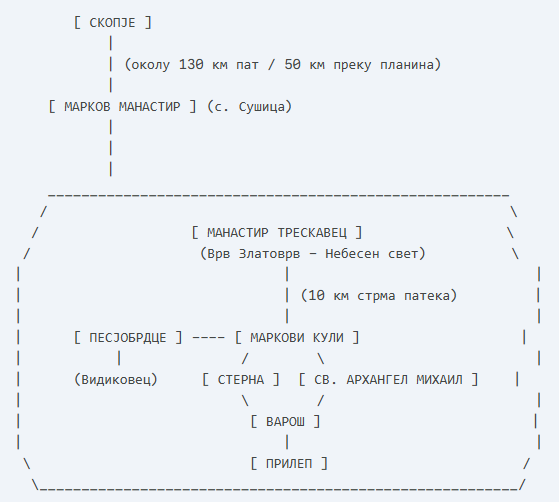 [ СКОПЈЕ ]
(околу 130 км пат / 50 км преку планина)
[ МАРКОВ МАНАСТИР ] (с. Сушица)
[ МАНАСТИР ТРЕСКАВЕЦ ]
(Врв Златоврв – Небесен свет)
(10 км стрма патека)
[ ПЕСЈОБРДЦЕ ] ---- [ МАРКОВИ КУЛИ ]
(Видиковец) [ СТЕРНА ] [ СВ. АРХАНГЕЛ МИХАИЛ ]
[ ВАРОШ ]
[ ПРИЛЕП ]